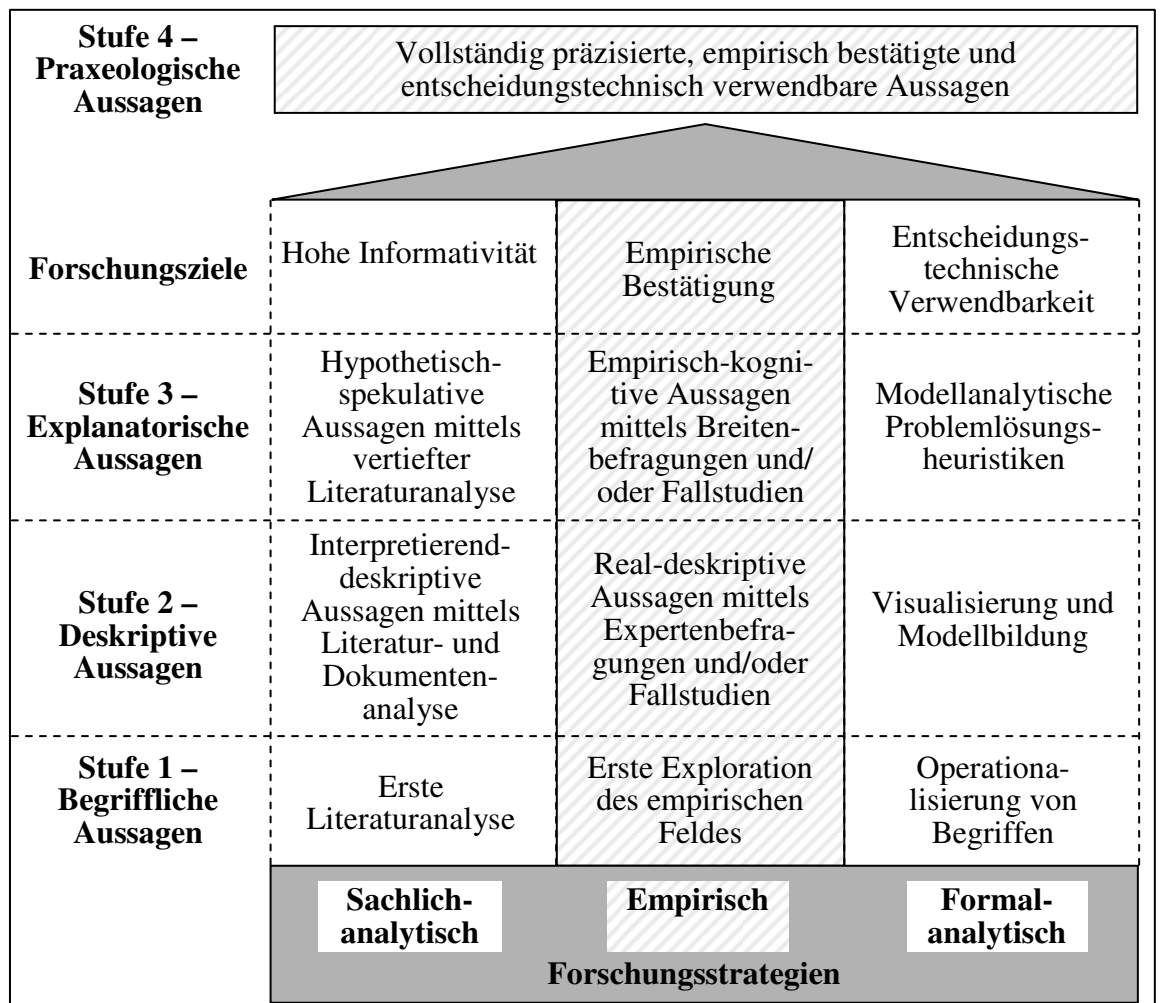 Stufe 4 –
Praxeologische
Aussagen
Vollständig präzisierte, empirisch bestätigte und
entscheidungstechnisch verwendbare Aussagen
Forschungsziele
Hohe Informativität
Empirische
Bestätigung
Entscheidungs-
technische
Verwendbarkeit
Stufe 3 –
Explanatorische
Aussagen
Hypothetisch-
spekulative
Aussagen mittels
vertiefter
Literaturanalyse
Empirisch-kogni-
tive Aussagen
mittels Breiten-
befragungen und/
oder Fallstudien
Modellanalytische
Problemlösungs-
heuristiken
Stufe 2 –
Deskriptive
Aussagen
Interpretierend-
deskriptive
Aussagen mittels
Literatur- und
Dokumenten-
analyse
Real-deskriptive
Aussagen mittels
Expertenbefra-
gungen und/oder
Fallstudien
Visualisierung und
Modellbildung
Stufe 1 –
Begriffliche
Aussagen
Erste
Literaturanalyse
Erste Exploration
des empirischen
Feldes
Operationa-
lisierung von
Begriffen
Sachlich-
analytisch
Empirisch
Formal-
analytisch
Forschungsstrategien